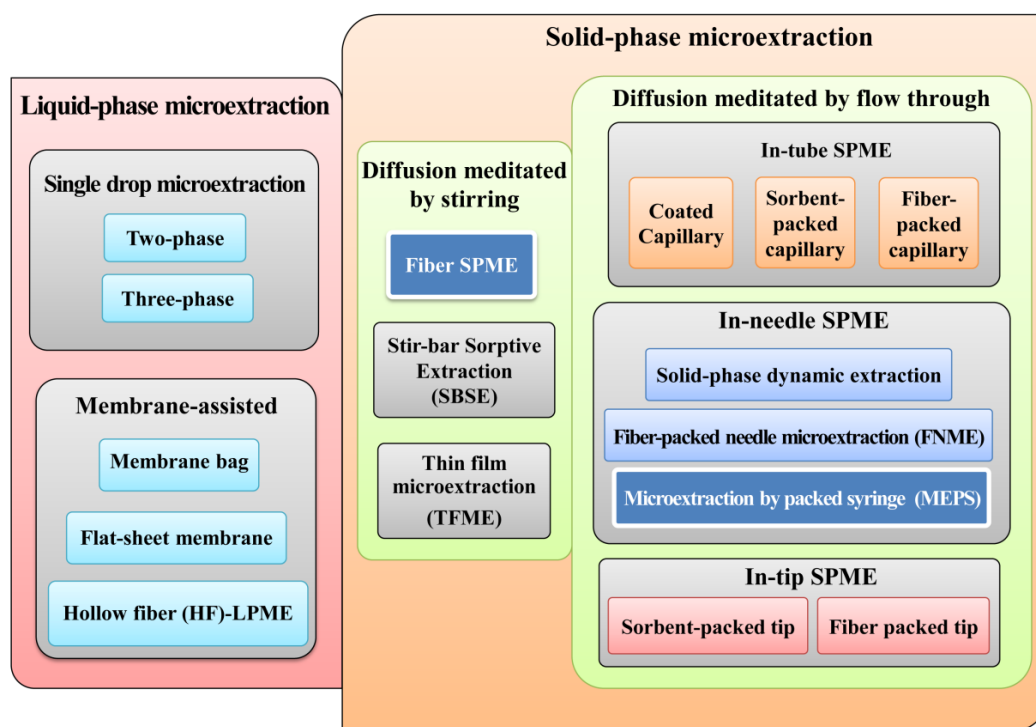 Solid-phase microextraction
Liquid-phase microextraction
Single drop microextraction
Two-phase
Three-phase
Membrane-assisted
Membrane bag
Flat-sheet membrane
Hollow fiber (HF)-LPME
Diffusion meditated
by stirring
Fiber SPME
Stir-bar Sorptive
Extraction
(SBSE)
Thin film
microextraction
(TFME)
Diffusion meditated by flow through
In-tube SPME
Coated
Capillary
Sorbent-
packed
capillary
Fiber-
packed
capillary
In-needle SPME
Solid-phase dynamic extraction
Fiber-packed needle microextraction (FNME)
Microextraction by packed syringe (MEPS)
In-tip SPME
Sorbent-packed tip
Fiber packed tip